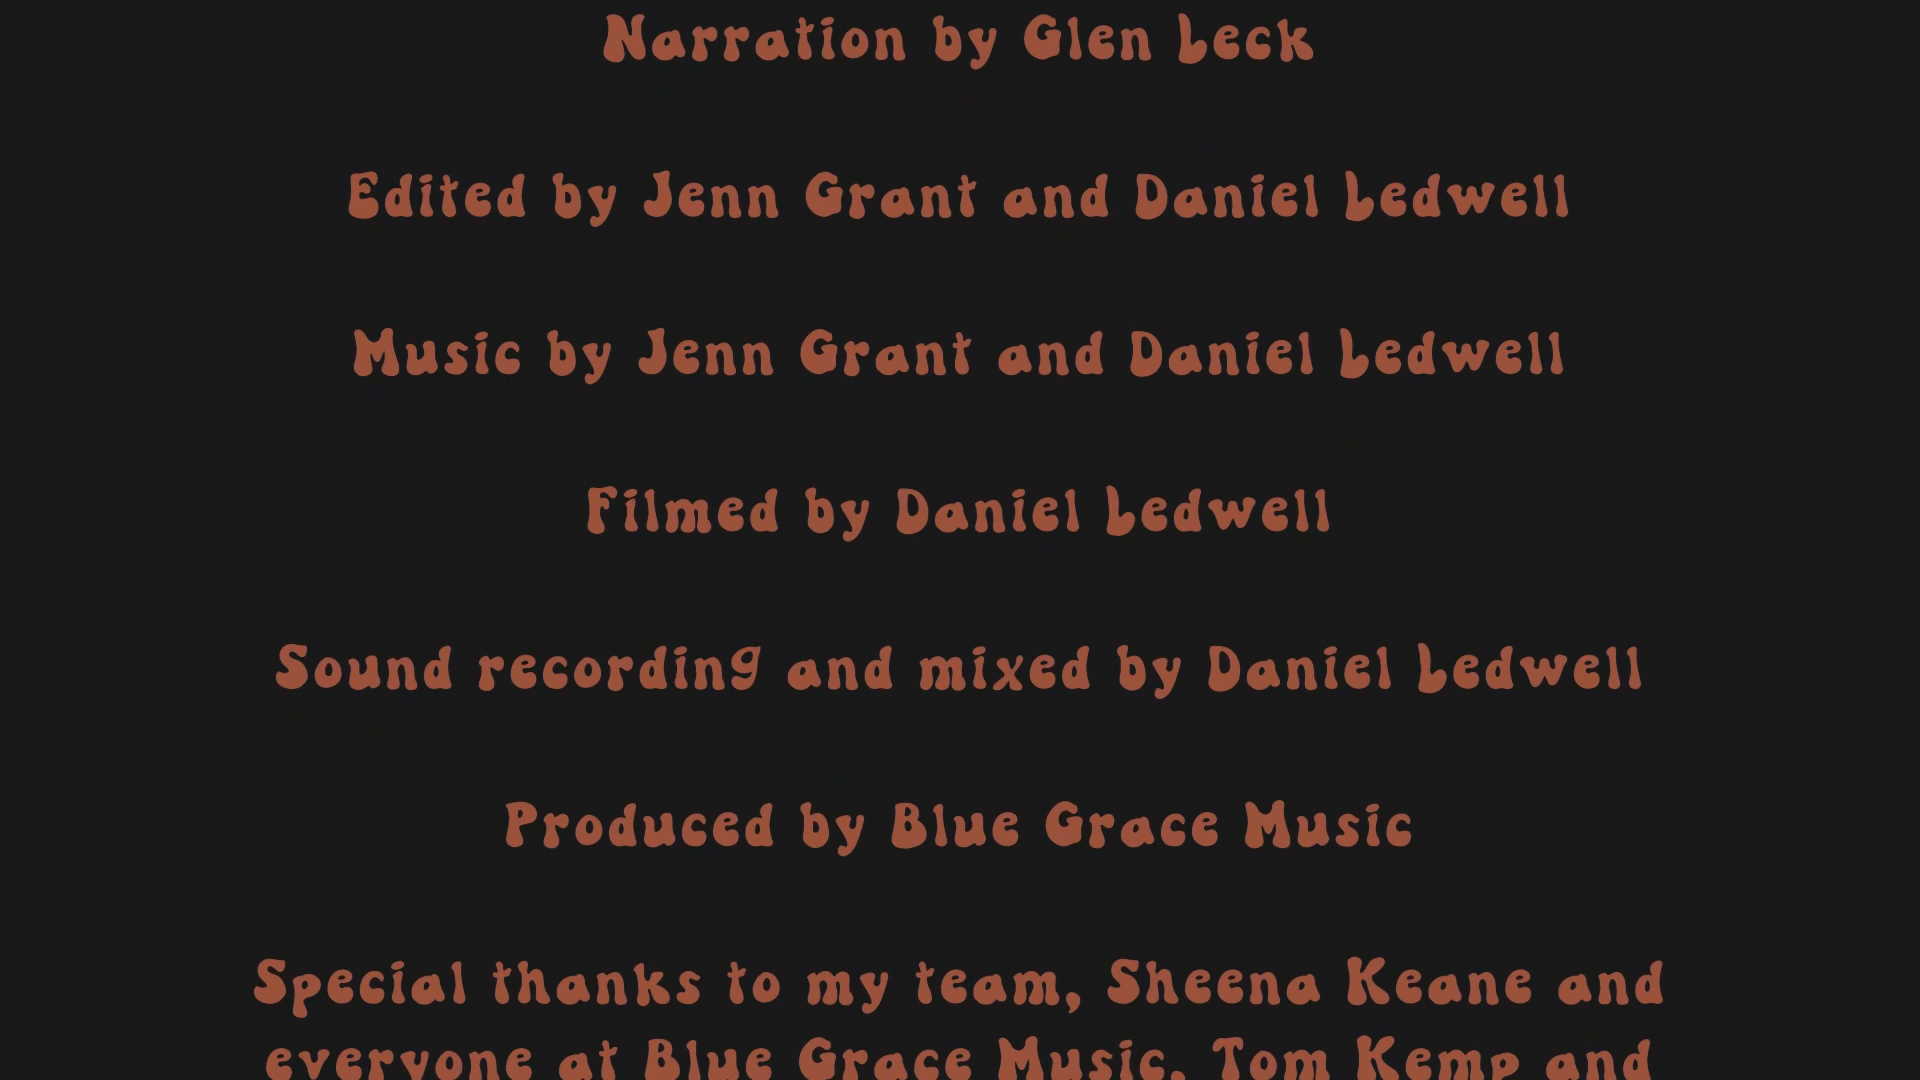 Narration by Glen Leck
Edited by Jenn Grant and Daniel Ledwell
Music by Jenn Grant and Daniel Ledwell
Filmed by Daniel Ledwell
Sound recording and mixed by Daniel Ledwell
Produced by Blue Grace Music
Special thanks to my team, Sheena Keane and
everyone at Blue Grace Music, Tom Kemp and